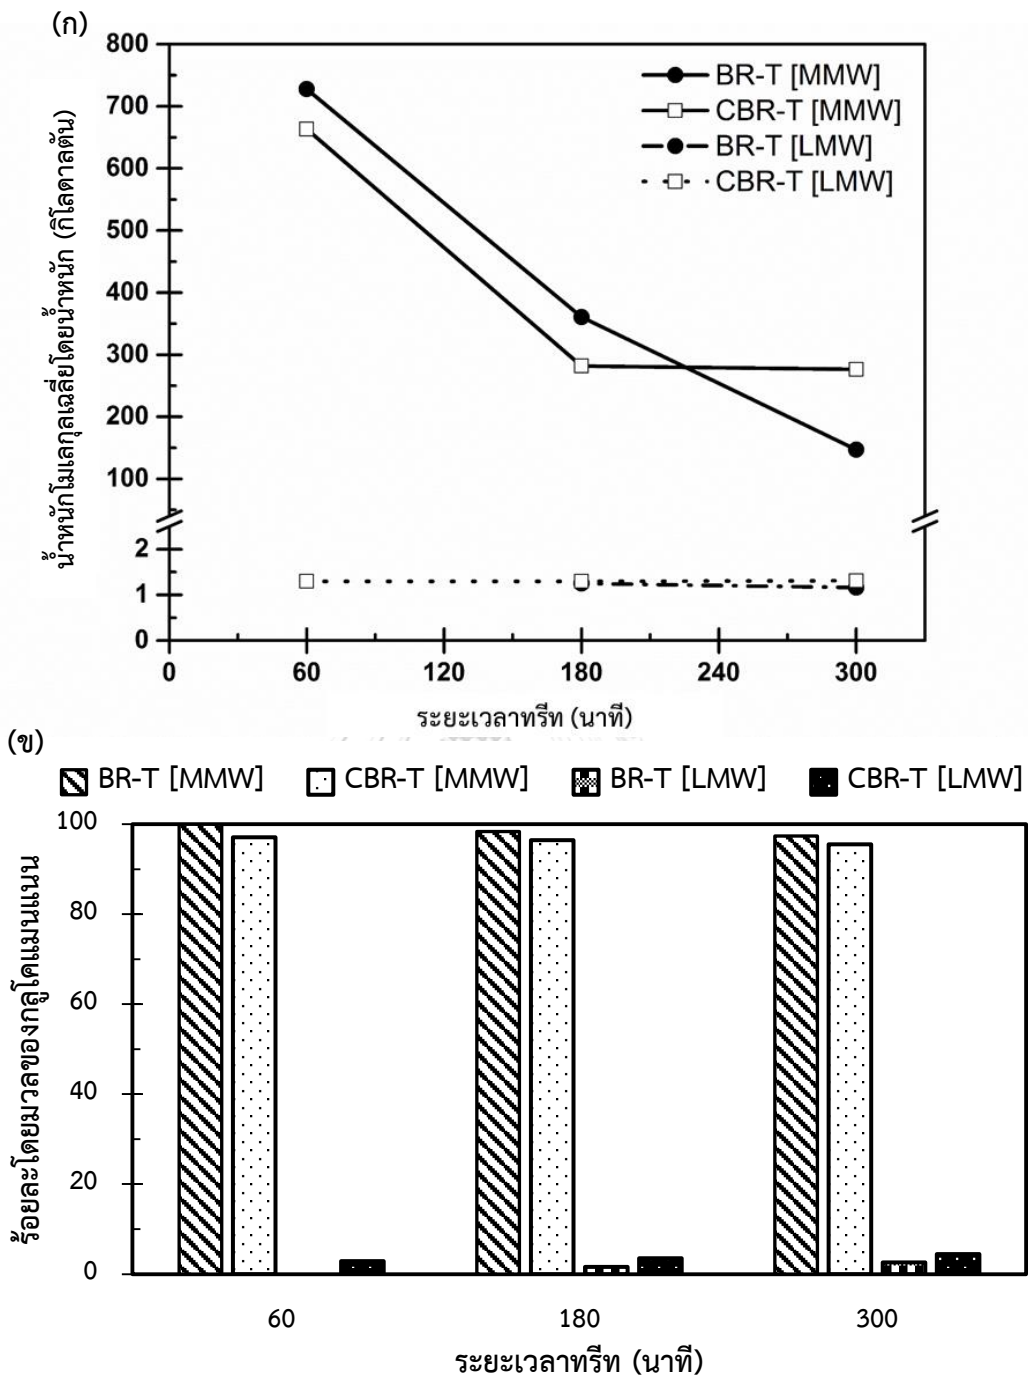 (ก)
น้ำหนักโมเลกุลเฉลี่ยโดยน้ำหนัก (กิโลดาลตัน)
800
700
600
500
400
300
200
100
2
1
0
BR-T [MMW]
CBR-T [MMW]
BR-T [LMW]
CBR-T [LMW]
0 60 120 180 240 300
ระยะเวลาทรีท (นาที)
(ข)
BR-T [MMW] CBR-T [MMW] BR-T [LMW] CBR-T [LMW]
ร้อยละโดยมวลของกลูโคแมนแนน
100
80
60
40
20
0
60 180 300
ระยะเวลาทรีท (นาที)